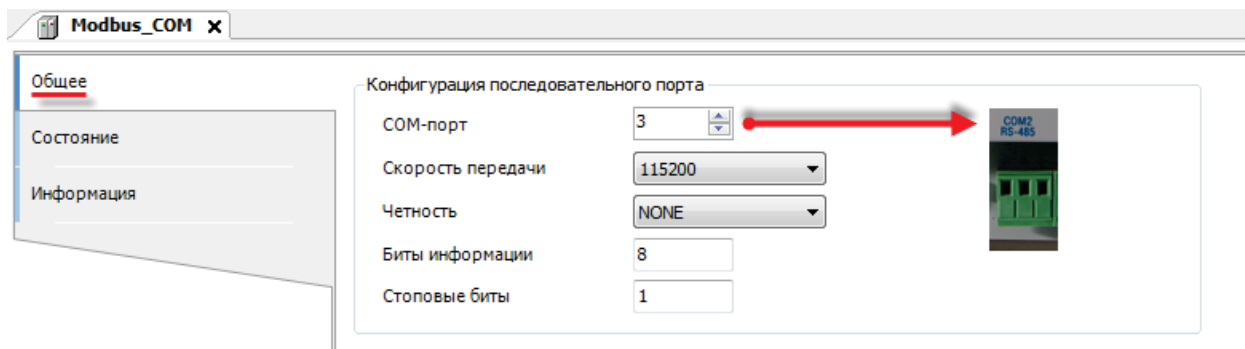 Modbus_COM X
Общее
Состояние
Информация
Конфигурация последовательного порта
COM-порт 3
Скорость передачи 115200
Четность NONE
Биты информации 8
Стоповые биты 1
COM2
RS-485